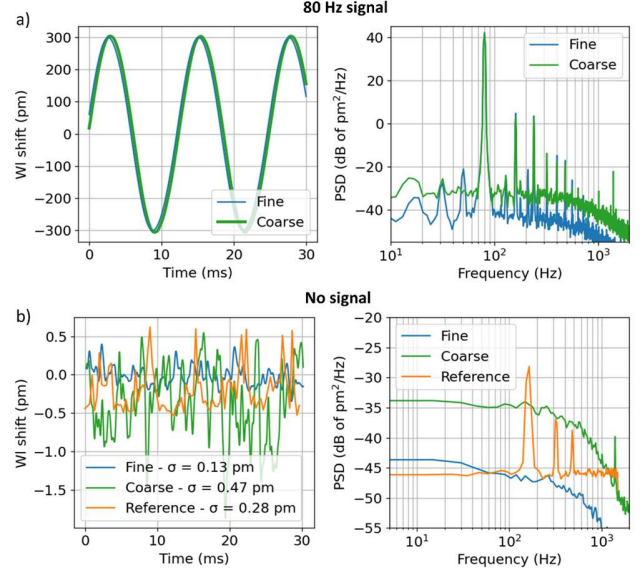 80 Hz signal
a)
300
200
100
0
−100
−200
−300
WI shift (pm)
0
10
20
30
Time (ms)
Fine
Coarse
40
20
0
−20
−40
PSD (dB of pm²/Hz)
10¹
10²
10³
Frequency (Hz)
Fine
Coarse
No signal
b)
0.5
0.0
−0.5
−1.0
−1.5
WI shift (pm)
0
10
20
30
Time (ms)
Fine - σ = 0.13 pm
Coarse - σ = 0.47 pm
Reference - σ = 0.28 pm
−20
−25
−30
−35
−40
−45
−50
−55
PSD (dB of pm²/Hz)
10¹
10²
10³
Frequency (Hz)
Fine
Coarse
Reference